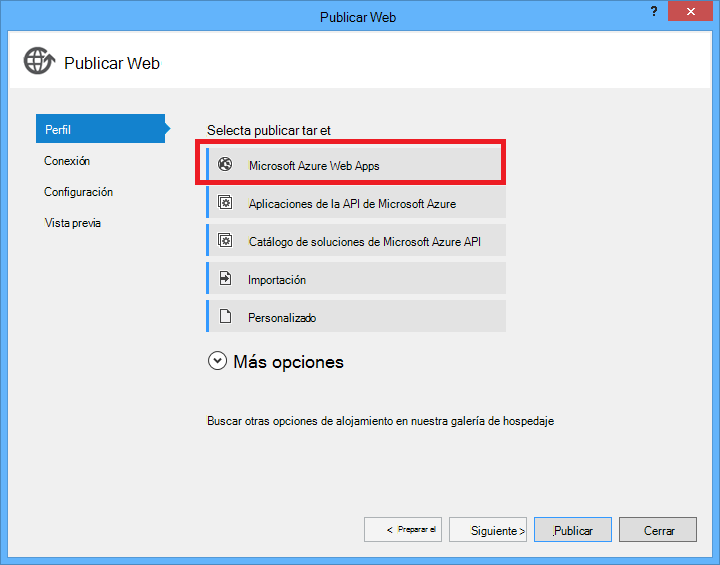 Publicar Web
?
Publicar Web
Perfil
Conexión
Configuración
Vista previa
Selecta publicar tar et
Microsoft Azure Web Apps
Aplicaciones de la API de Microsoft Azure
Catálogo de soluciones de Microsoft Azure API
Importación
Personalizado
Más opciones
Buscar otras opciones de alojamiento en nuestra galería de hospedaje
< Preparar el
Siguiente >
.Publicar
Cerrar